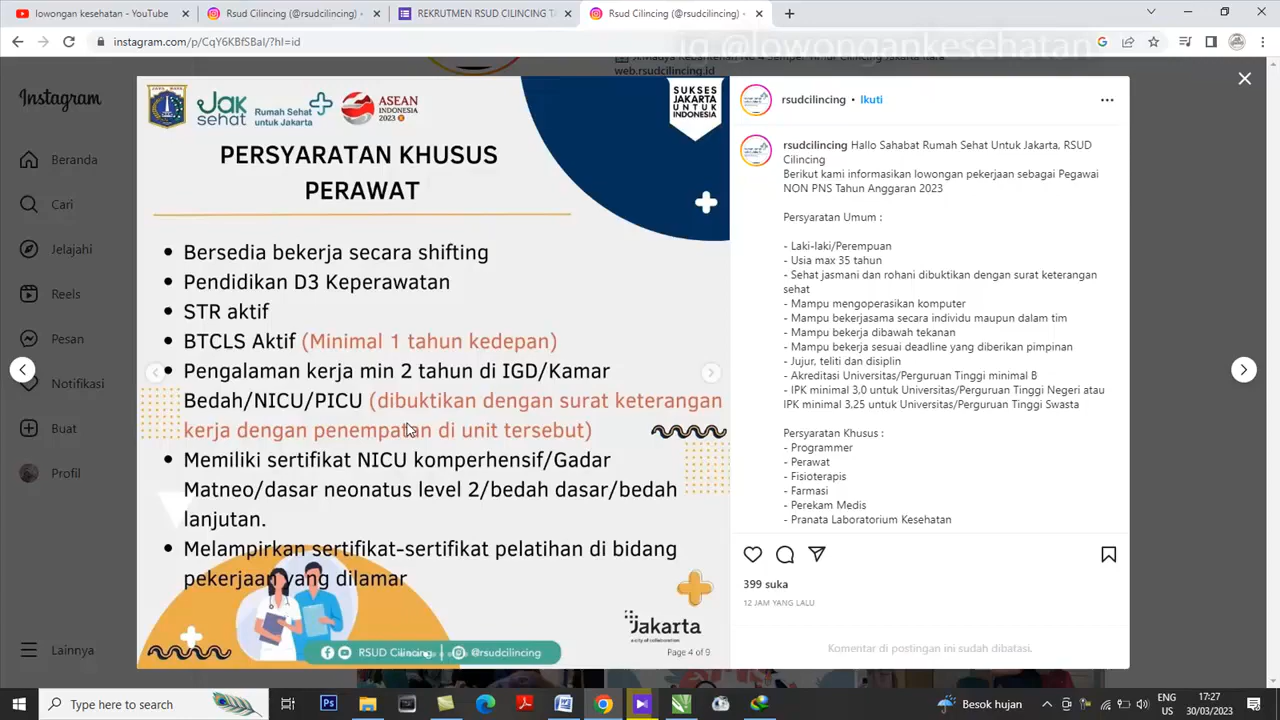 lowongan kesehatan - YouTube
Rsud Cilincing (@rsudcilincing) •
REKRUTMEN RSUD CILINCING TA
Rsud Cilincing (@rsudcilincing) •
instagram.com/p/CqY6KBfSBal/?hl=id
ig @lowongankesehatan
web.rsudcilincing.id
Instagram
Beranda
Cari
Jelajahi
Reels
Pesan
Notifikasi
Buat
Profil
Lainnya
Jak
sehat
Rumah Sehat
untuk Jakarta
ASEAN
INDONESIA
2023
SUKSES
JAKARTA
UNTUK
INDONESIA
PERSYARATAN KHUSUS
PERAWAT
• Bersedia bekerja secara shifting
• Pendidikan D3 Keperawatan
• STR aktif
• BTCLS Aktif (Minimal 1 tahun kedepan)
• Pengalaman kerja min 2 tahun di IGD/Kamar
Bedah/NICU/PICU (dibuktikan dengan surat keterangan
kerja dengan penempatan di unit tersebut)
• Memiliki sertifikat NICU komperhensif/Gadar
Matneo/dasar neonatus level 2/bedah dasar/bedah
lanjutan.
• Melampirkan sertifikat-sertifikat pelatihan di bidang
pekerjaan yang dilamar
Jakarta
a city of collaboration
RSUD Cilincing
@rsudcilincing
Page 4 of 9
rsudcilincing • Ikuti
rsudcilincing Hallo Sahabat Rumah Sehat Untuk Jakarta, RSUD
Cilincing
Berikut kami informasikan lowongan pekerjaan sebagai Pegawai
NON PNS Tahun Anggaran 2023
Persyaratan Umum :
- Laki-laki/Perempuan
- Usia max 35 tahun
- Sehat jasmani dan rohani dibuktikan dengan surat keterangan
sehat
- Mampu mengoperasikan komputer
- Mampu bekerjasama secara individu maupun dalam tim
- Mampu bekerja dibawah tekanan
- Mampu bekerja sesuai deadline yang diberikan pimpinan
- Jujur, teliti dan disiplin
- Akreditasi Universitas/Perguruan Tinggi minimal B
- IPK minimal 3,0 untuk Universitas/Perguruan Tinggi Negeri atau
IPK minimal 3,25 untuk Universitas/Perguruan Tinggi Swasta
Persyaratan Khusus :
- Programmer
- Perawat
- Fisioterapis
- Farmasi
- Perekam Medis
- Pranata Laboratorium Kesehatan
399 suka
12 JAM YANG LALU
Komentar di postingan ini sudah dibatasi.
Type here to search
Besok hujan
ENG
US
17:27
30/03/2023